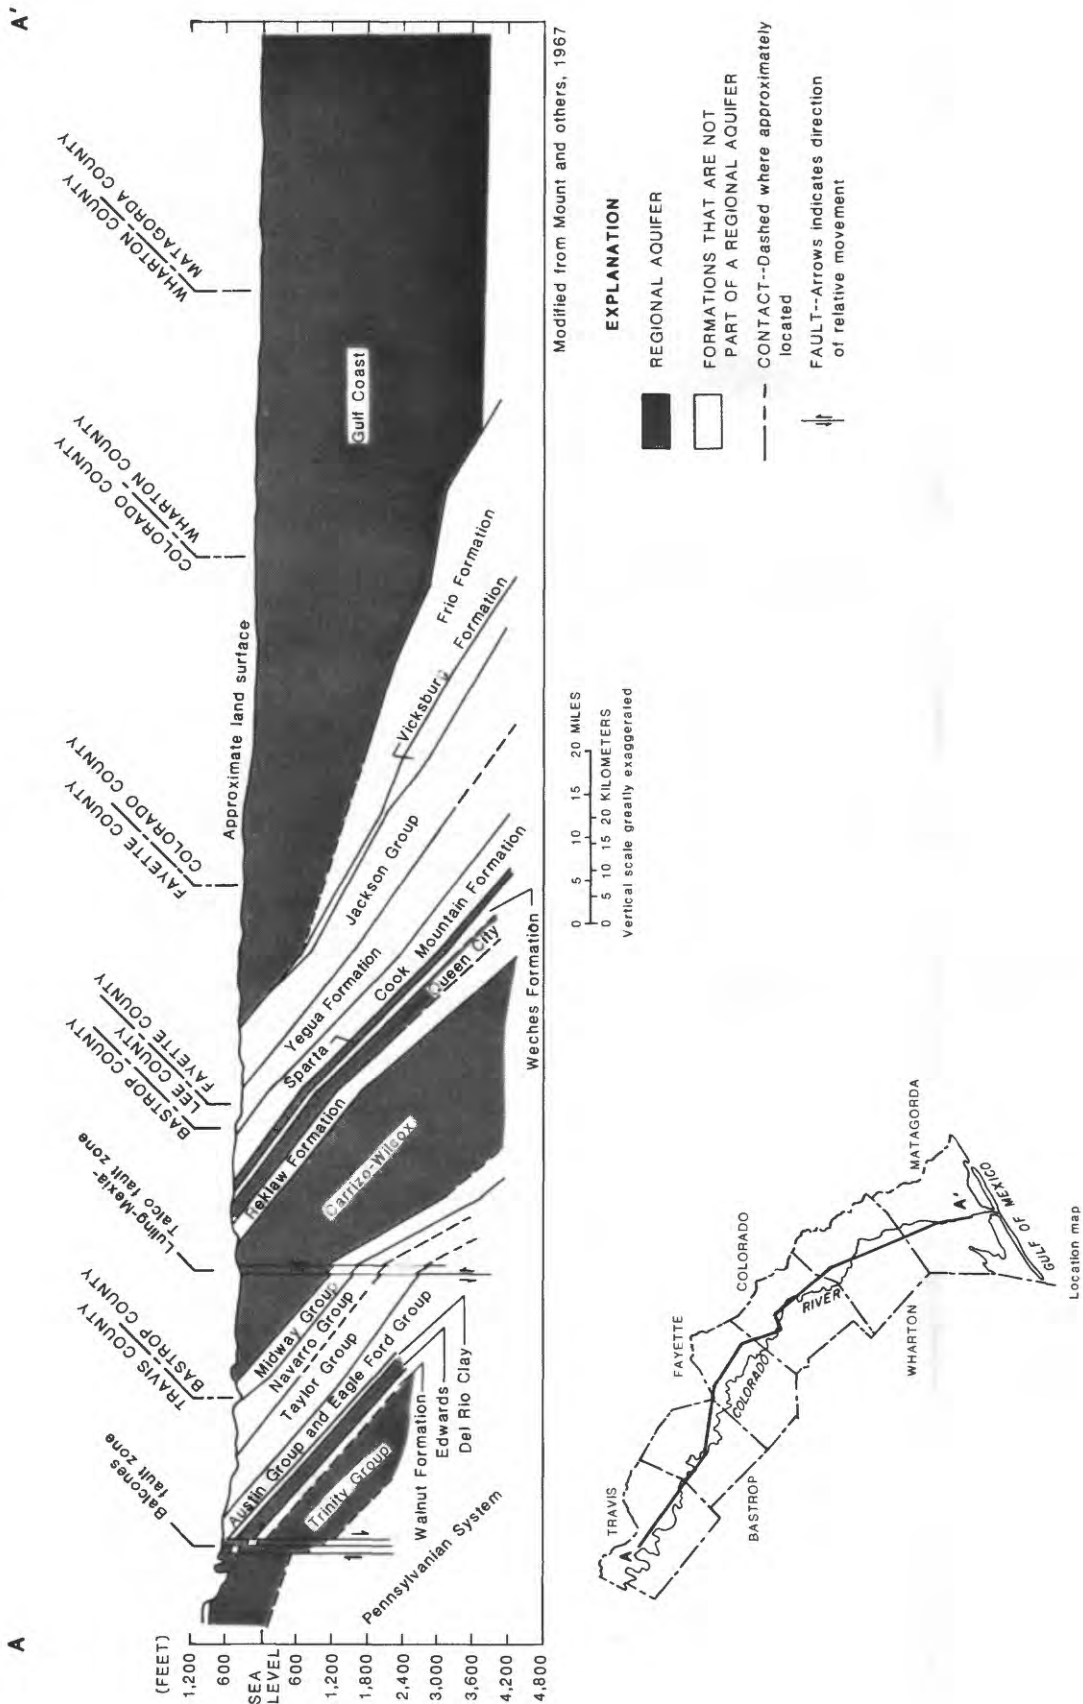 A
A'
(FEET)
1,200
600
SEA
LEVEL
600
1,200
1,800
2,400
3,000
3,600
4,200
4,800
Balcones
fault zone
TRAVIS COUNTY
BASTROP COUNTY
Luling-Mexia-
Talco fault zone
BASTROP COUNTY
LEE COUNTY
FAYETTE COUNTY
FAYETTE COUNTY
COLORADO COUNTY
COLORADO COUNTY
WHARTON COUNTY
WHARTON COUNTY
MATAGORDA COUNTY
Approximate land surface
Pennsylvanian System
Trinity Group
Walnut Formation
Edwards
Del Rio Clay
Austin Group and Eagle Ford Group
Taylor Group
Navarro Group
Midway Group
Carrizo-Wilcox
Reklaw Formation
Queen City
Weches Formation
Sparta
Cook Mountain Formation
Yegua Formation
Jackson Group
Vicksburg Formation
Frio Formation
Gulf Coast
Modified from Mount and others, 1967
0 5 10 15 20 MILES
0 5 10 15 20 KILOMETERS
Vertical scale greatly exaggerated
EXPLANATION
REGIONAL AQUIFER
FORMATIONS THAT ARE NOT
PART OF A REGIONAL AQUIFER
CONTACT--Dashed where approximately
located
FAULT--Arrows indicates direction
of relative movement
TRAVIS
A
BASTROP
FAYETTE
COLORADO
RIVER
COLORADO
WHARTON
MATAGORDA
A'
GULF OF MEXICO
Location map